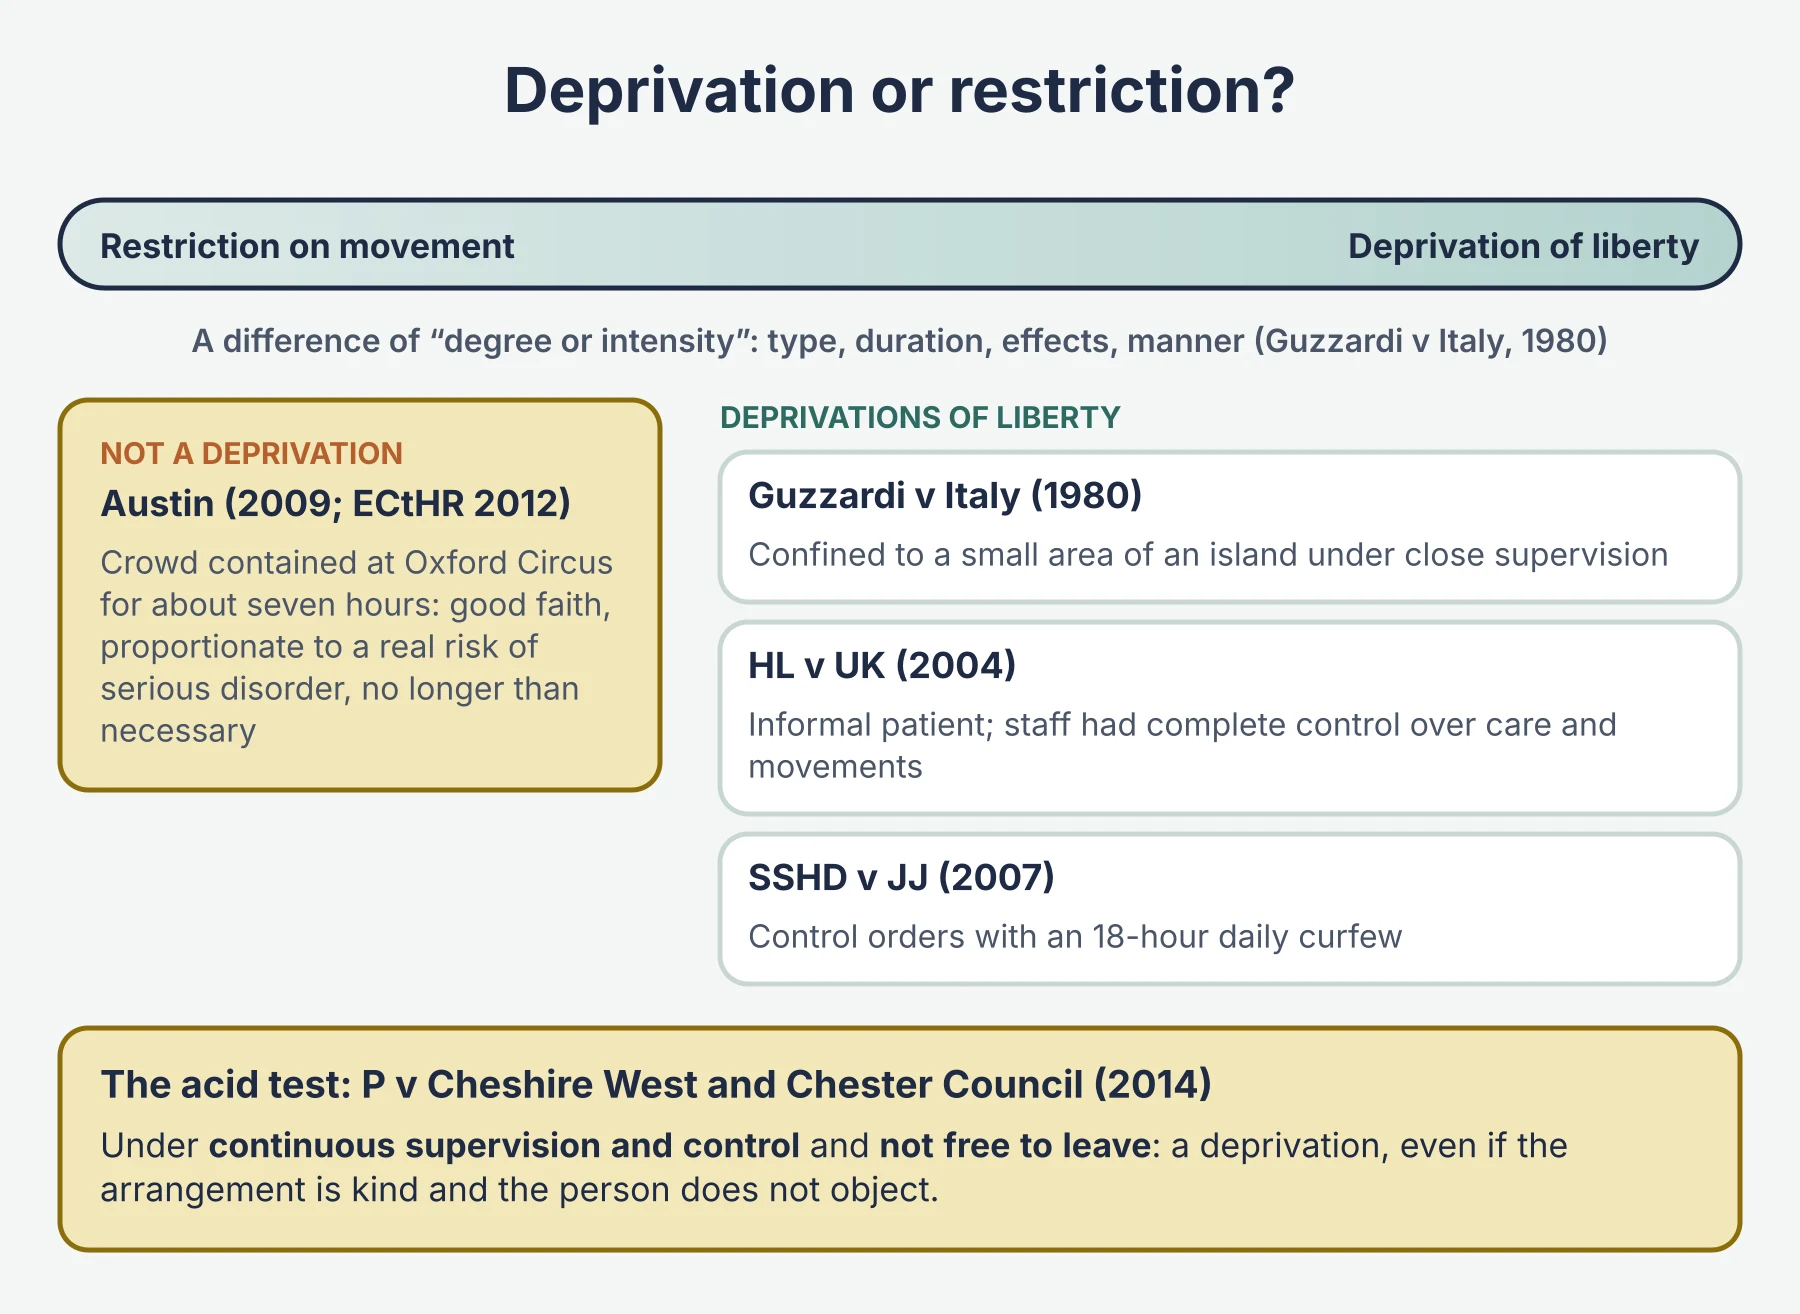 Deprivation or restriction?
Restriction on movement
Deprivation of liberty
A difference of “degree or intensity”: type, duration, effects, manner (Guzzardi v Italy, 1980)
NOT A DEPRIVATION
Austin (2009; ECtHR 2012)
Crowd contained at Oxford Circus
for about seven hours: good faith,
proportionate to a real risk of
serious disorder, no longer than
necessary
DEPRIVATIONS OF LIBERTY
Guzzardi v Italy (1980)
Confined to a small area of an island under close supervision
HL v UK (2004)
Informal patient; staff had complete control over care and
movements
SSHD v JJ (2007)
Control orders with an 18-hour daily curfew
The acid test: P v Cheshire West and Chester Council (2014)
Under continuous supervision and control and not free to leave: a deprivation, even if the
arrangement is kind and the person does not object.